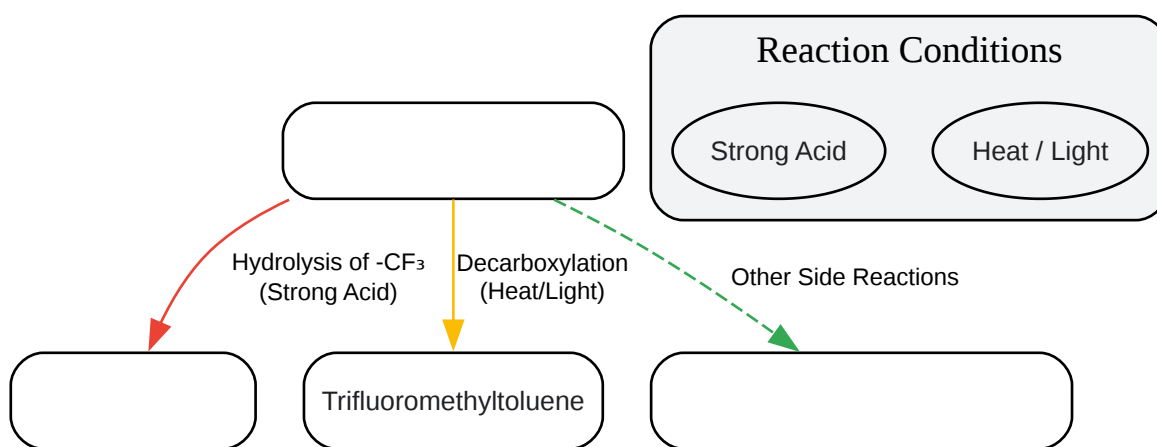 Reaction Conditions
Strong Acid
Heat / Light
Hydrolysis of -CF₃
(Strong Acid)
Decarboxylation
(Heat/Light)
Other Side Reactions
Trifluoromethyltoluene